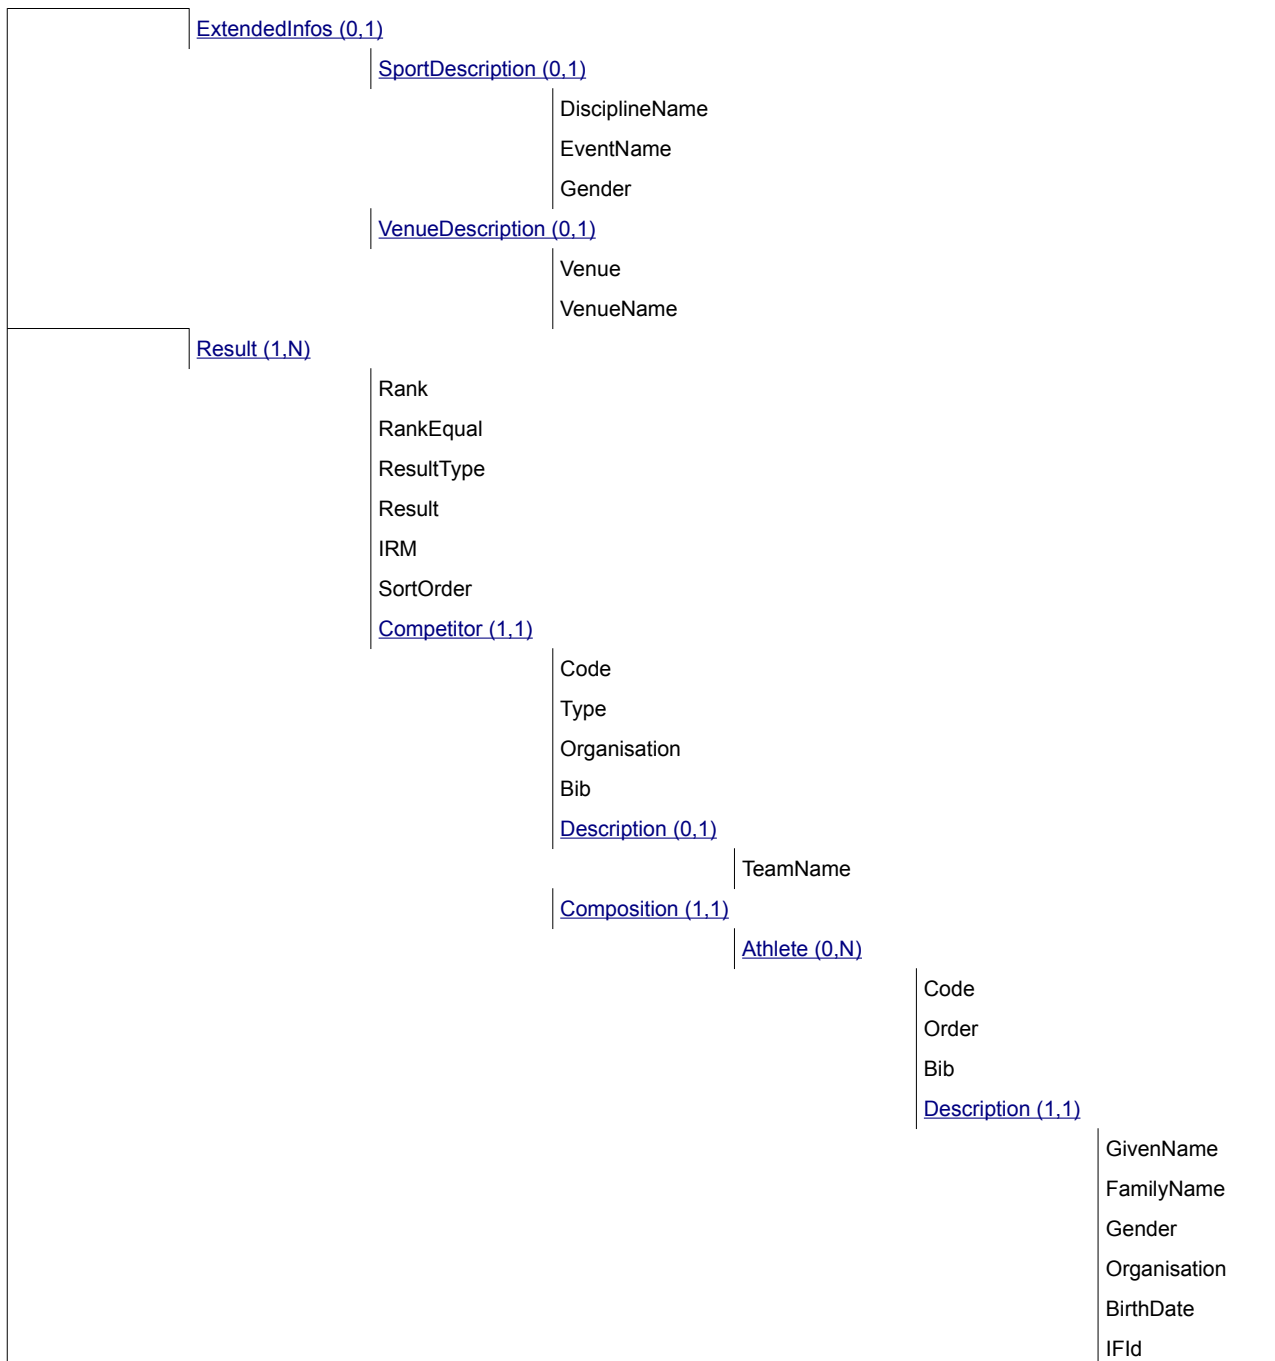 ExtendedInfos (0,1)
SportDescription (0,1)
DisciplineName
EventName
Gender
VenueDescription (0,1)
Venue
VenueName
Result (1,N)
Rank
RankEqual
ResultType
Result
IRM
SortOrder
Competitor (1,1)
Code
Type
Organisation
Bib
Description (0,1)
TeamName
Composition (1,1)
Athlete (0,N)
Code
Order
Bib
Description (1,1)
GivenName
FamilyName
Gender
Organisation
BirthDate
IFId